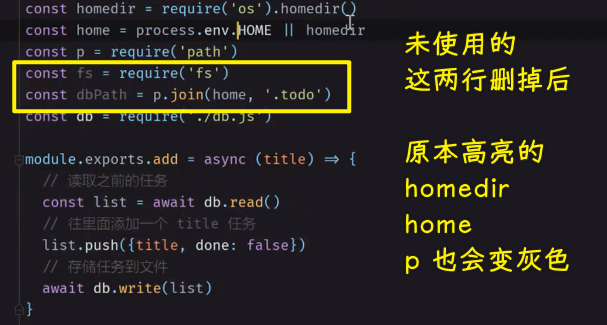 const homedir = require('os').homedir()
const home = process.env.HOME || homedir
const p = require('path')
const fs = require('fs')
const dbPath = p.join(home, '.todo')
const db = require('./db.js')
module.exports.add = async (title) => {
// 读取之前的任务
const list = await db.read()
// 往里面添加一个 title 任务
list.push({title, done: false})
// 存储任务到文件
await db.write(list)
}
未使用的
这两行删掉后
原本高亮的
homedir
home
p 也会变灰色